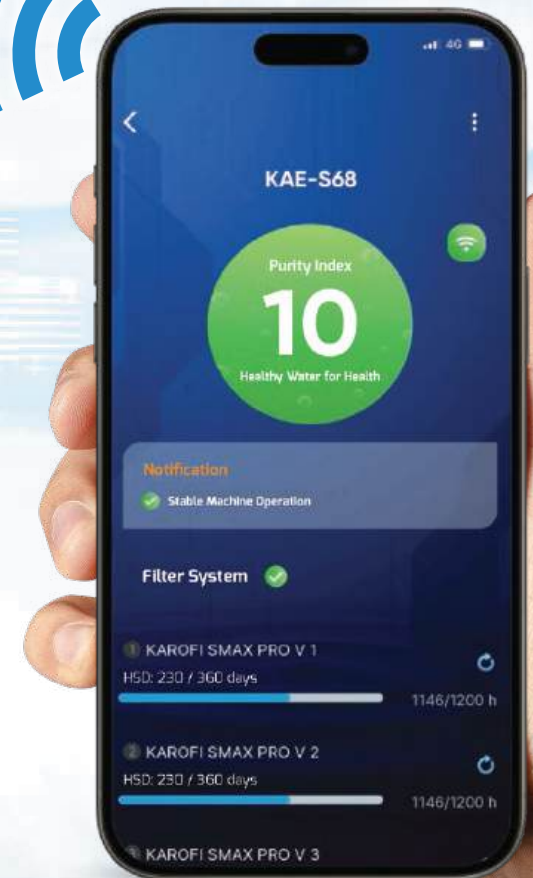 4G
KAE-S68
Purity Index
10
Healthy Water for Health
Notification
Stable Machine Operation
Filter System
1 KAROFI SMAX PRO V 1
HSD: 230 / 360 days
1146/1200 h
2 KAROFI SMAX PRO V 2
HSD: 230 / 360 days
1146/1200 h
3 KAROFI SMAX PRO V 3